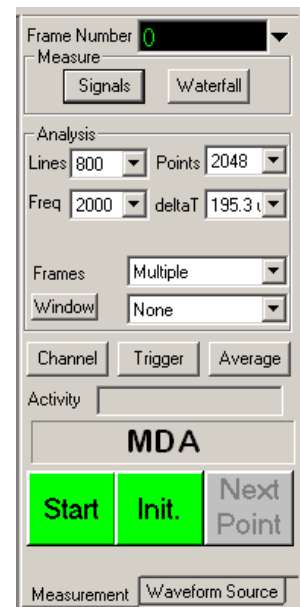 Frame Number 0
Measure
Signals Waterfall
Analysis
Lines 800 Points 2048
Freq 2000 deltaT 195.3 u
Frames Multiple
Window None
Channel Trigger Average
Activity
MDA
Start Init. Next Point
Measurement Waveform Source